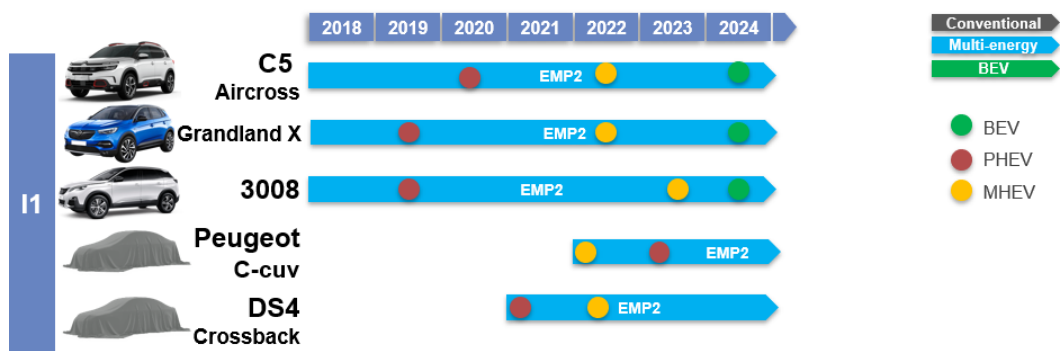 2018 2019 2020 2021 2022 2023 2024
Conventional
Multi-energy
BEV
C5
Aircross
EMP2
Grandland X
EMP2
3008
EMP2
Peugeot
C-cuv
EMP2
DS4
Crossback
EMP2
I1
BEV
PHEV
MHEV